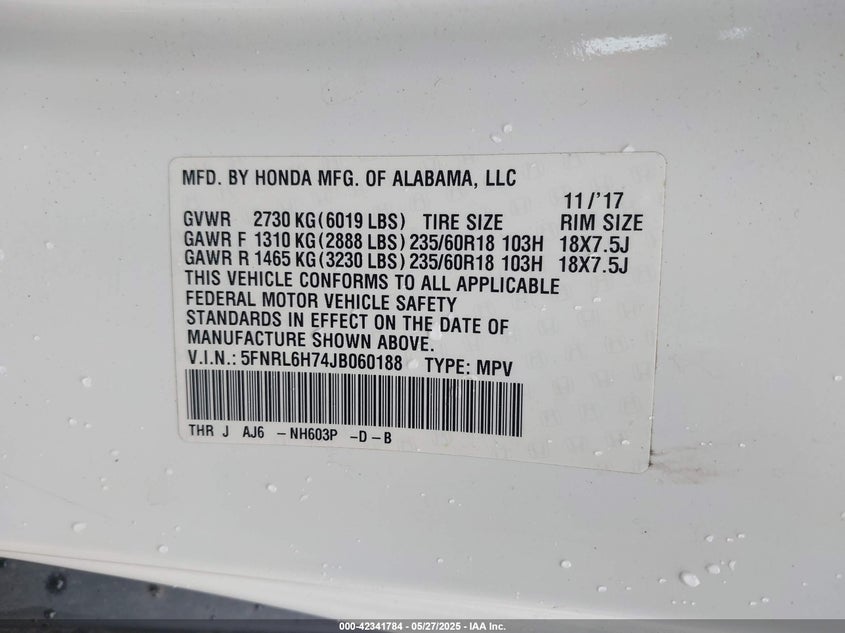 MFD. BY HONDA MFG. OF ALABAMA, LLC
11/'17
GVWR 2730 KG(6019 LBS) TIRE SIZE RIM SIZE
GAWR F 1310 KG(2888 LBS) 235/60R18 103H 18X7.5J
GAWR R 1465 KG(3230 LBS) 235/60R18 103H 18X7.5J
THIS VEHICLE CONFORMS TO ALL APPLICABLE
FEDERAL MOTOR VEHICLE SAFETY
STANDARDS IN EFFECT ON THE DATE OF
MANUFACTURE SHOWN ABOVE.
V.I.N.: 5FNRL6H74JB060188 TYPE: MPV
THR J AJ6 -NH603P -D-B
000-42341784 - 05/27/2025 - IAA Inc.